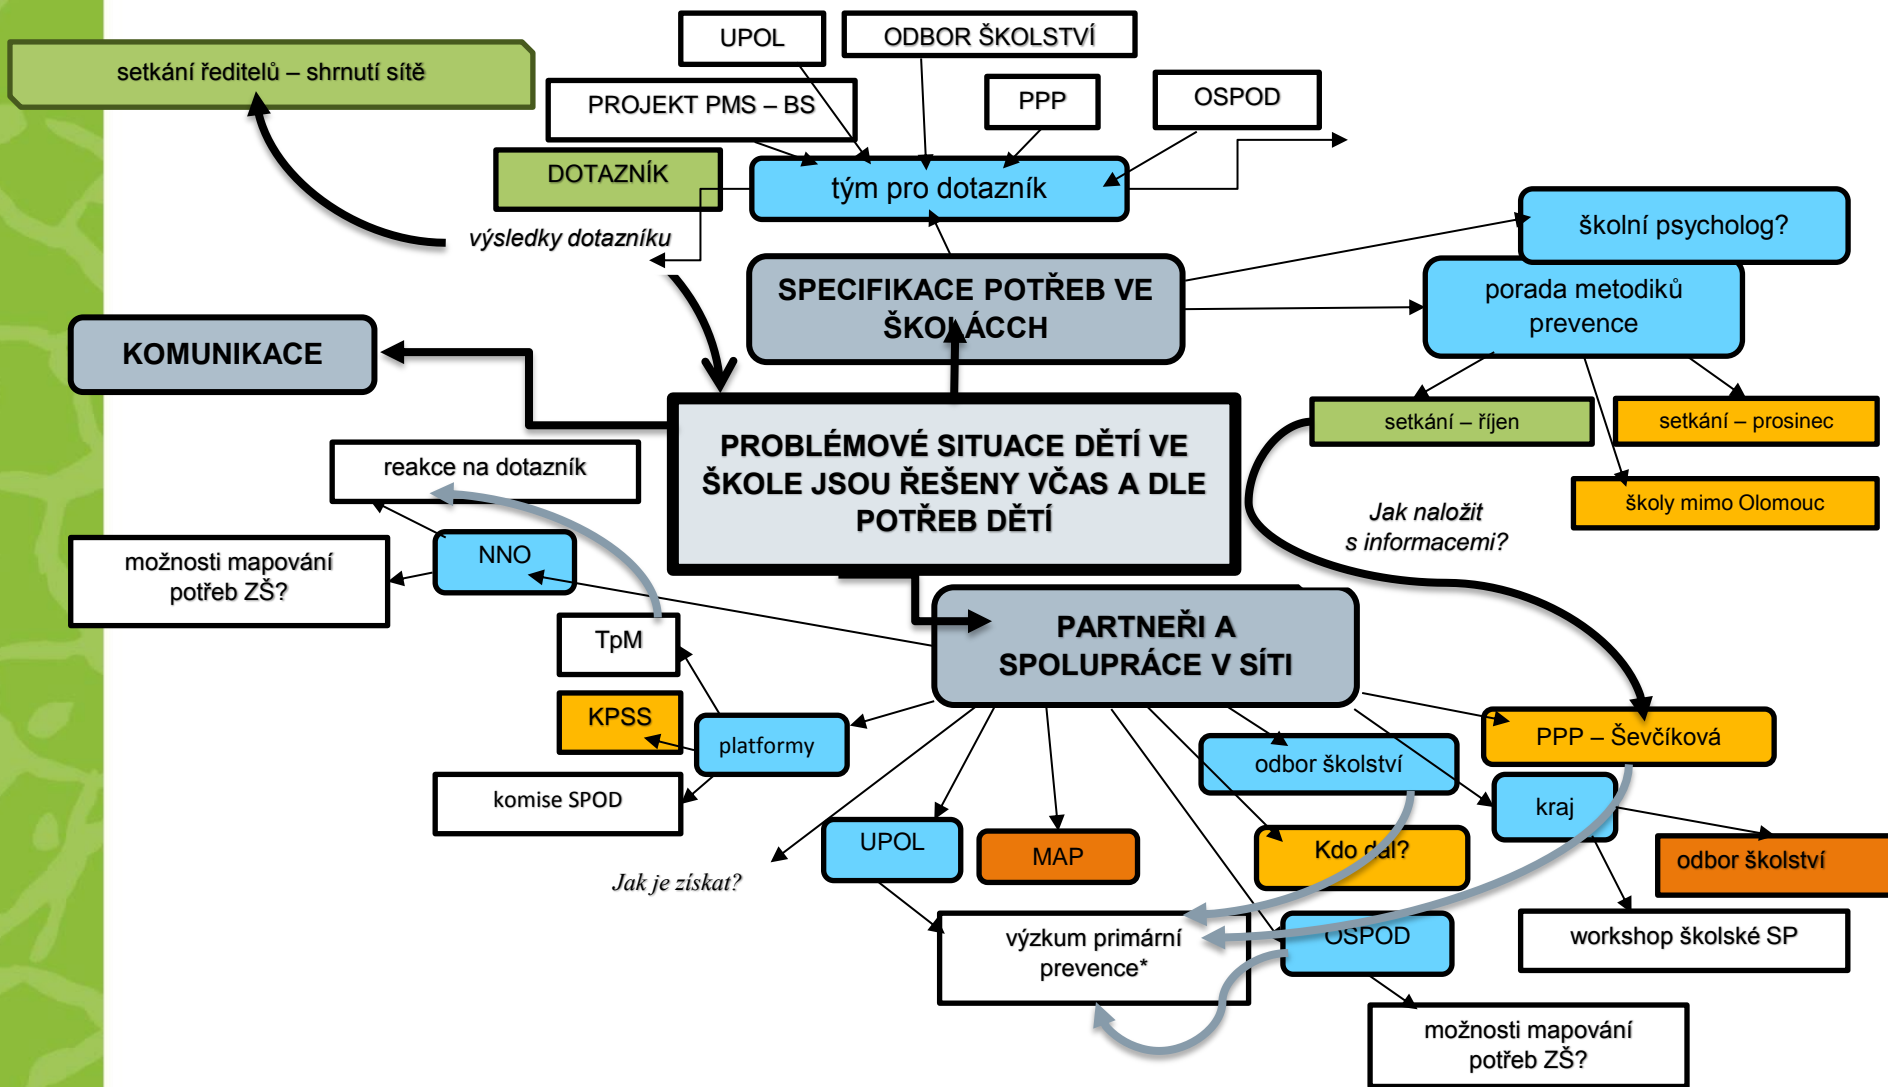 UPOL
ODBOR ŠKOLSTVÍ
setkání ředitelů – shrnutí sítě
PROJEKT PMS – BS
PPP
OSPOD
DOTAZNÍK
tým pro dotazník
výsledky dotazníku
školní psycholog?
SPECIFIKACE POTŘEB VE
ŠKOLÁCCH
porada metodiků
prevence
KOMUNIKACE
setkání – říjen
setkání – prosinec
PROBLÉMOVÉ SITUACE DĚTÍ VE
ŠKOLE JSOU ŘEŠENY VČAS A DLE
POTŘEB DĚTÍ
reakce na dotazník
školy mimo Olomouc
Jak naložit
s informacemi?
NNO
možnosti mapování
potřeb ZŠ?
TpM
PARTNEŘI A
SPOLUPRÁCE V SÍTI
KPSS
platformy
PPP – Ševčíková
odbor školství
komise SPOD
kraj
UPOL
MAP
Kdo dál?
odbor školství
Jak je získat?
výzkum primární
prevence*
OSPOD
workshop školské SP
možnosti mapování
potřeb ZŠ?